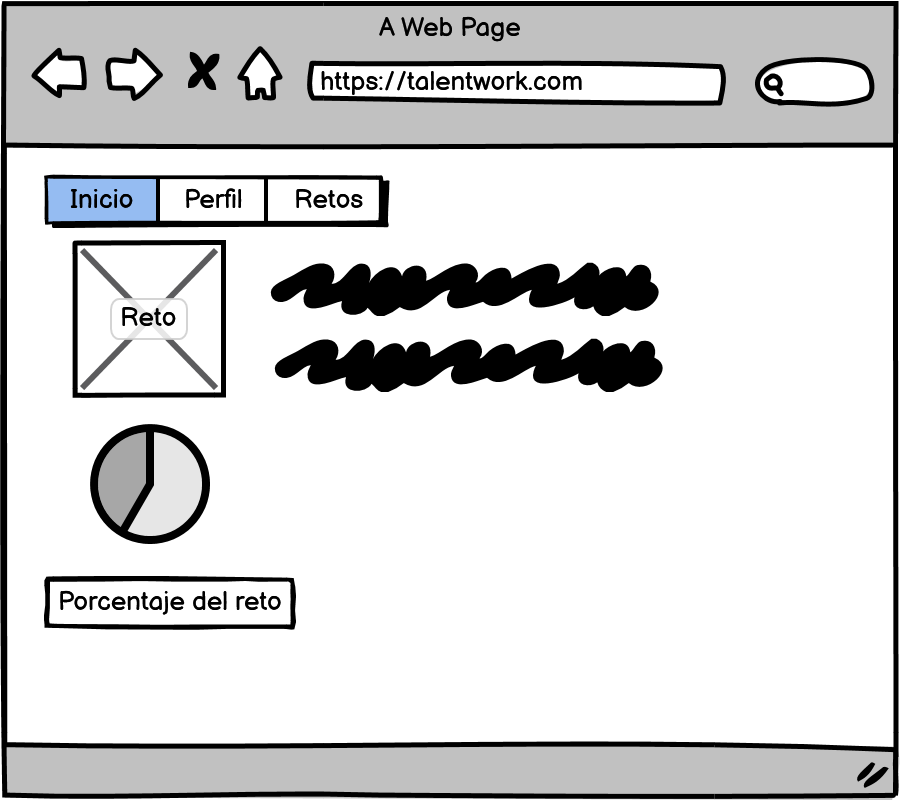 A Web Page
https://talentwork.com
Inicio Perfil Retos
Reto
Porcentaje del reto